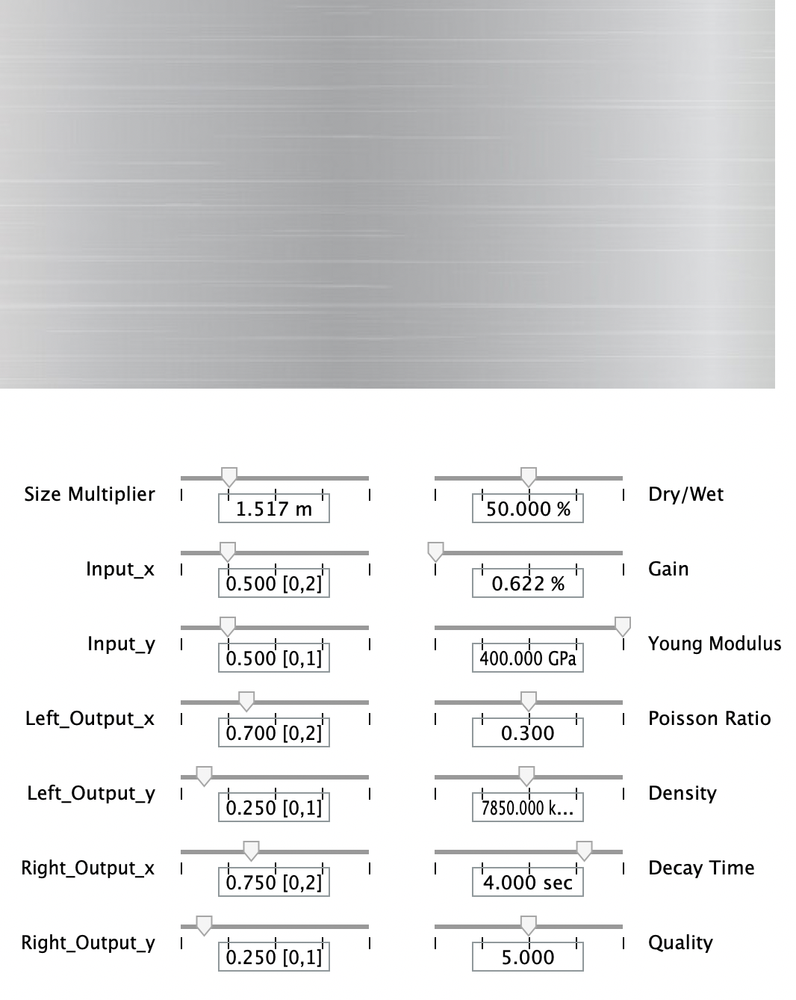 Size Multiplier 1.517 m 50.000 % Dry/Wet
Input_x 0.500 [0,2] 0.622 % Gain
Input_y 0.500 [0,1] 400.000 GPa Young Modulus
Left_Output_x 0.700 [0,2] 0.300 Poisson Ratio
Left_Output_y 0.250 [0,1] 7850.000 k... Density
Right_Output_x 0.750 [0,2] 4.000 sec Decay Time
Right_Output_y 0.250 [0,1] 5.000 Quality